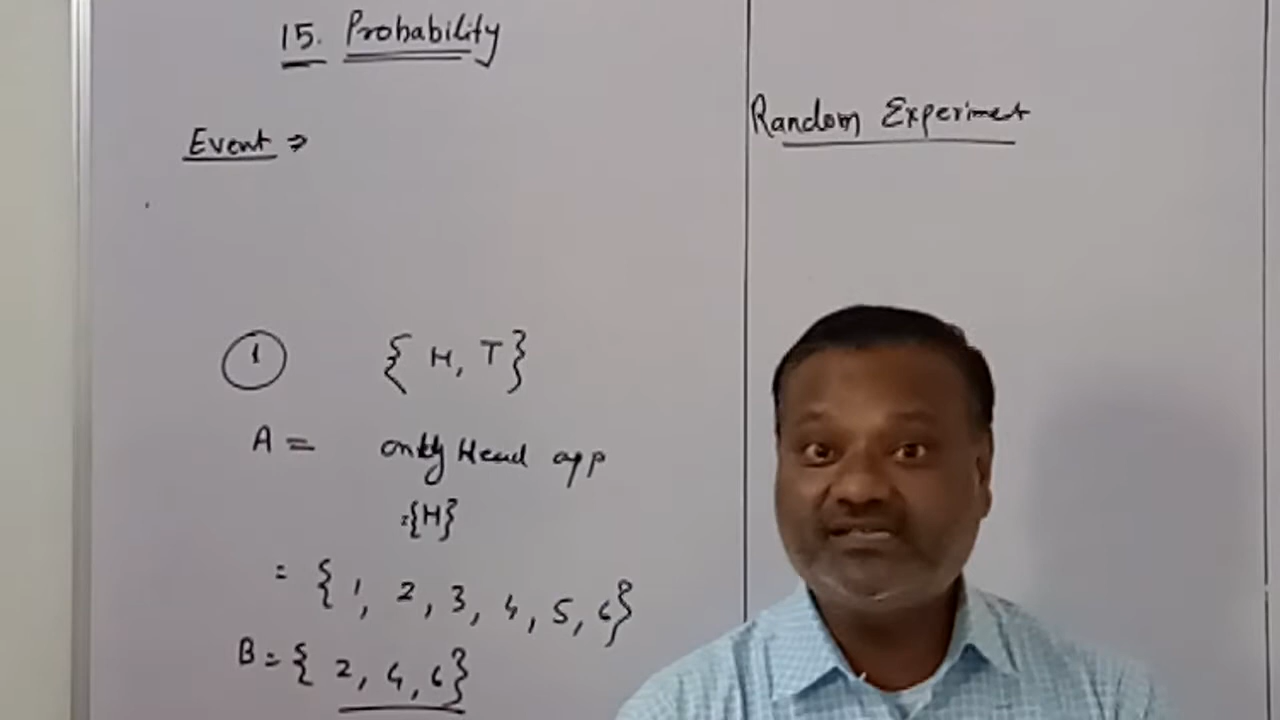 15. Probability
Event ⇒
Random Experiment
1 { H, T }
A = only Head app
= {H}
= { 1, 2, 3, 4, 5, 6 }
B = { 2, 4, 6 }